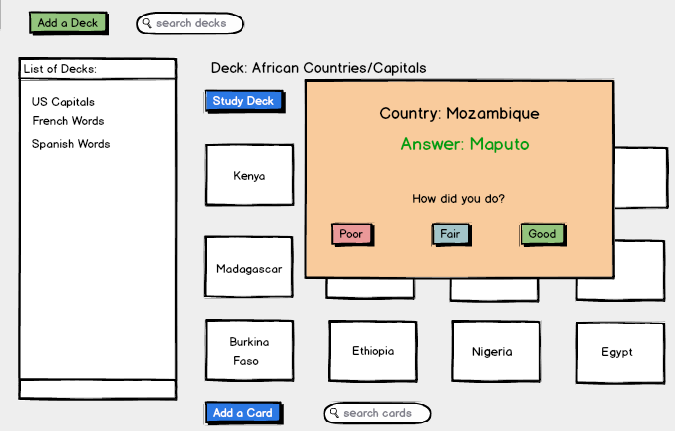 Add a Deck
search decks
List of Decks:
US Capitals
French Words
Spanish Words
Deck: African Countries/Capitals
Study Deck
Country: Mozambique
Answer: Maputo
How did you do?
Poor
Fair
Good
Kenya
Madagascar
Burkina
Faso
Ethiopia
Nigeria
Egypt
Add a Card
search cards